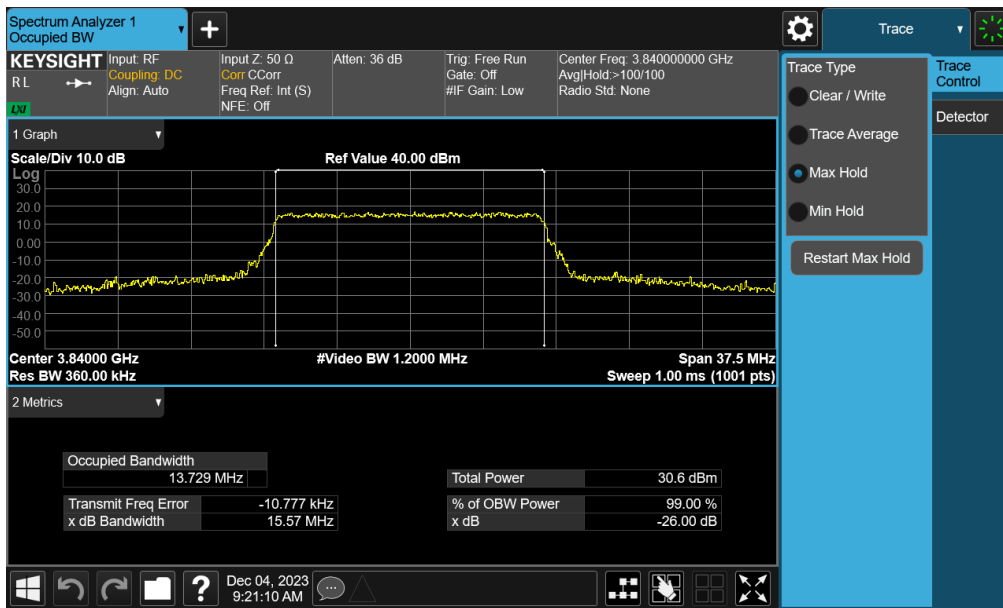 Spectrum Analyzer 1
Occupied BW
+
Trace
KEYSIGHT
R L
LXI
Input: RF
Coupling: DC
Align: Auto
Input Z: 50 Ω
Corr CCorr
Freq Ref: Int (S)
NFE: Off
Atten: 36 dB
Trig: Free Run
Gate: Off
#IF Gain: Low
Center Freq: 3.840000000 GHz
Avg|Hold:>100/100
Radio Std: None
Trace Type
Clear / Write
Trace Average
Max Hold
Min Hold
Restart Max Hold
Trace
Control
Detector
1 Graph
Scale/Div 10.0 dB
Ref Value 40.00 dBm
Log
30.0
20.0
10.0
0.00
-10.0
-20.0
-30.0
-40.0
-50.0
Center 3.84000 GHz
#Video BW 1.2000 MHz
Span 37.5 MHz
Res BW 360.00 kHz
Sweep 1.00 ms (1001 pts)
2 Metrics
Occupied Bandwidth
13.729 MHz
Total Power 30.6 dBm
Transmit Freq Error -10.777 kHz
% of OBW Power 99.00 %
x dB Bandwidth 15.57 MHz
x dB -26.00 dB
?
Dec 04, 2023
9:21:10 AM